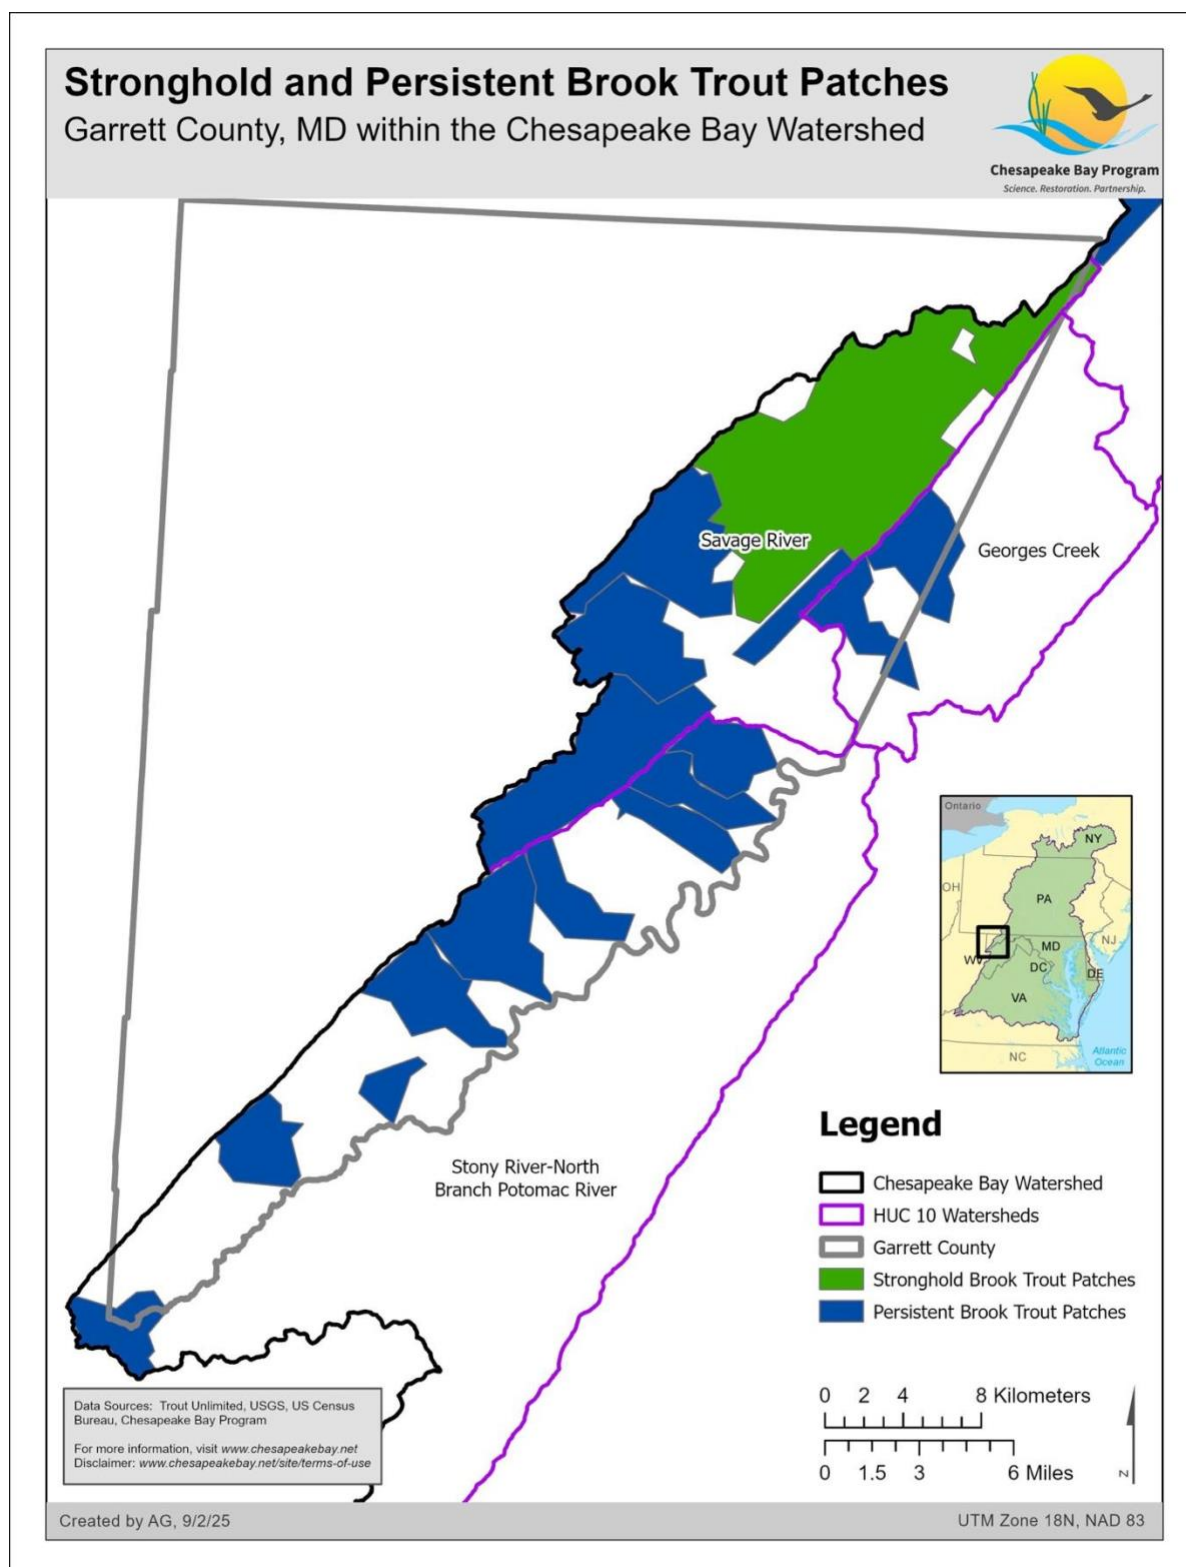 Stronghold and Persistent Brook Trout Patches
Garrett County, MD within the Chesapeake Bay Watershed
Chesapeake Bay Program
Science. Restoration. Partnership.
Savage River
Georges Creek
Stony River-North
Branch Potomac River
Ontario
NY
OH
PA
NJ
MD
WV
DC
DE
VA
NC
Atlantic
Ocean
Legend
Chesapeake Bay Watershed
HUC 10 Watersheds
Garrett County
Stronghold Brook Trout Patches
Persistent Brook Trout Patches
0 2 4 8 Kilometers
0 1.5 3 6 Miles
N
Data Sources: Trout Unlimited, USGS, US Census
Bureau, Chesapeake Bay Program
For more information, visit www.chesapeakebay.net
Disclaimer: www.chesapeakebay.net/site/terms-of-use
Created by AG, 9/2/25
UTM Zone 18N, NAD 83